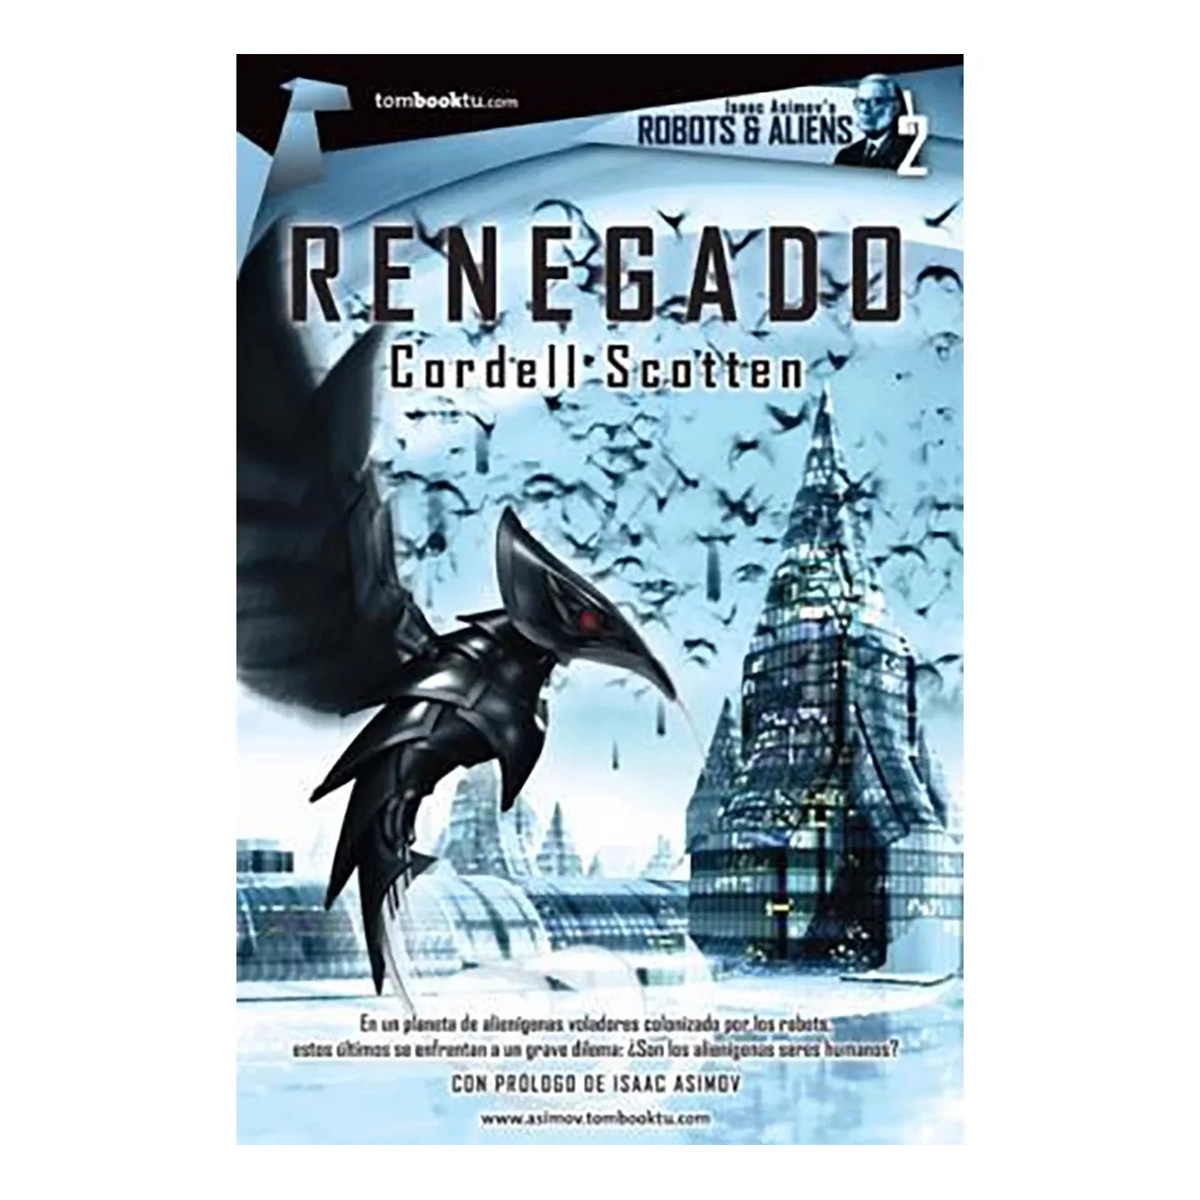 tombooktu.com
Isaac Asimov's
ROBOTS & ALIENS
2
RENEGADO
Cordell Scotten
En un planeta de alienígenas voladores colonizado por los robots,
estos últimos se enfrentan a un grave dilema: ¿Son los alienígenas seres humanos?
CON PRÓLOGO DE ISAAC ASIMOV
www.asimov.tombooktu.com